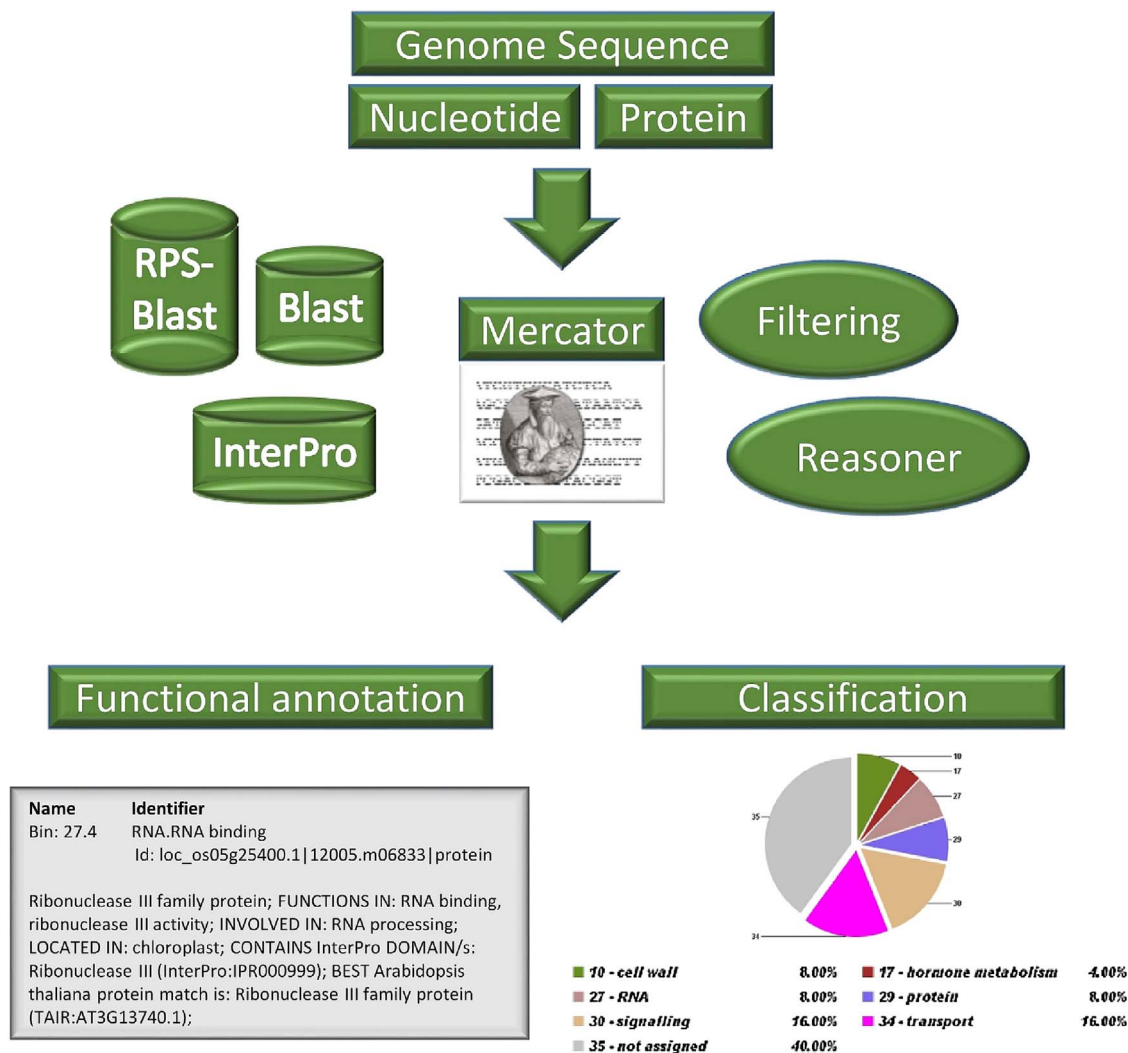 Genome Sequence
Nucleotide Protein
RPS-
Blast
Blast
InterPro
Mercator
Filtering
Reasoner
Functional annotation
Name Identifier
Bin: 27.4 RNA.RNA binding
Id: loc_os05g25400.1|12005.m06833|protein
Ribonuclease III family protein; FUNCTIONS IN: RNA binding,
ribonuclease III activity; INVOLVED IN: RNA processing;
LOCATED IN: chloroplast; CONTAINS InterPro DOMAIN/s:
Ribonuclease III (InterPro:IPR000999); BEST Arabidopsis
thaliana protein match is: Ribonuclease III family protein
(TAIR:AT3G13740.1);
Classification
10
17
27
29
30
34
35
10 - cell wall 8.00% 17 - hormone metabolism 4.00%
27 - RNA 8.00% 29 - protein 8.00%
30 - signalling 16.00% 34 - transport 16.00%
35 - not assigned 40.00%